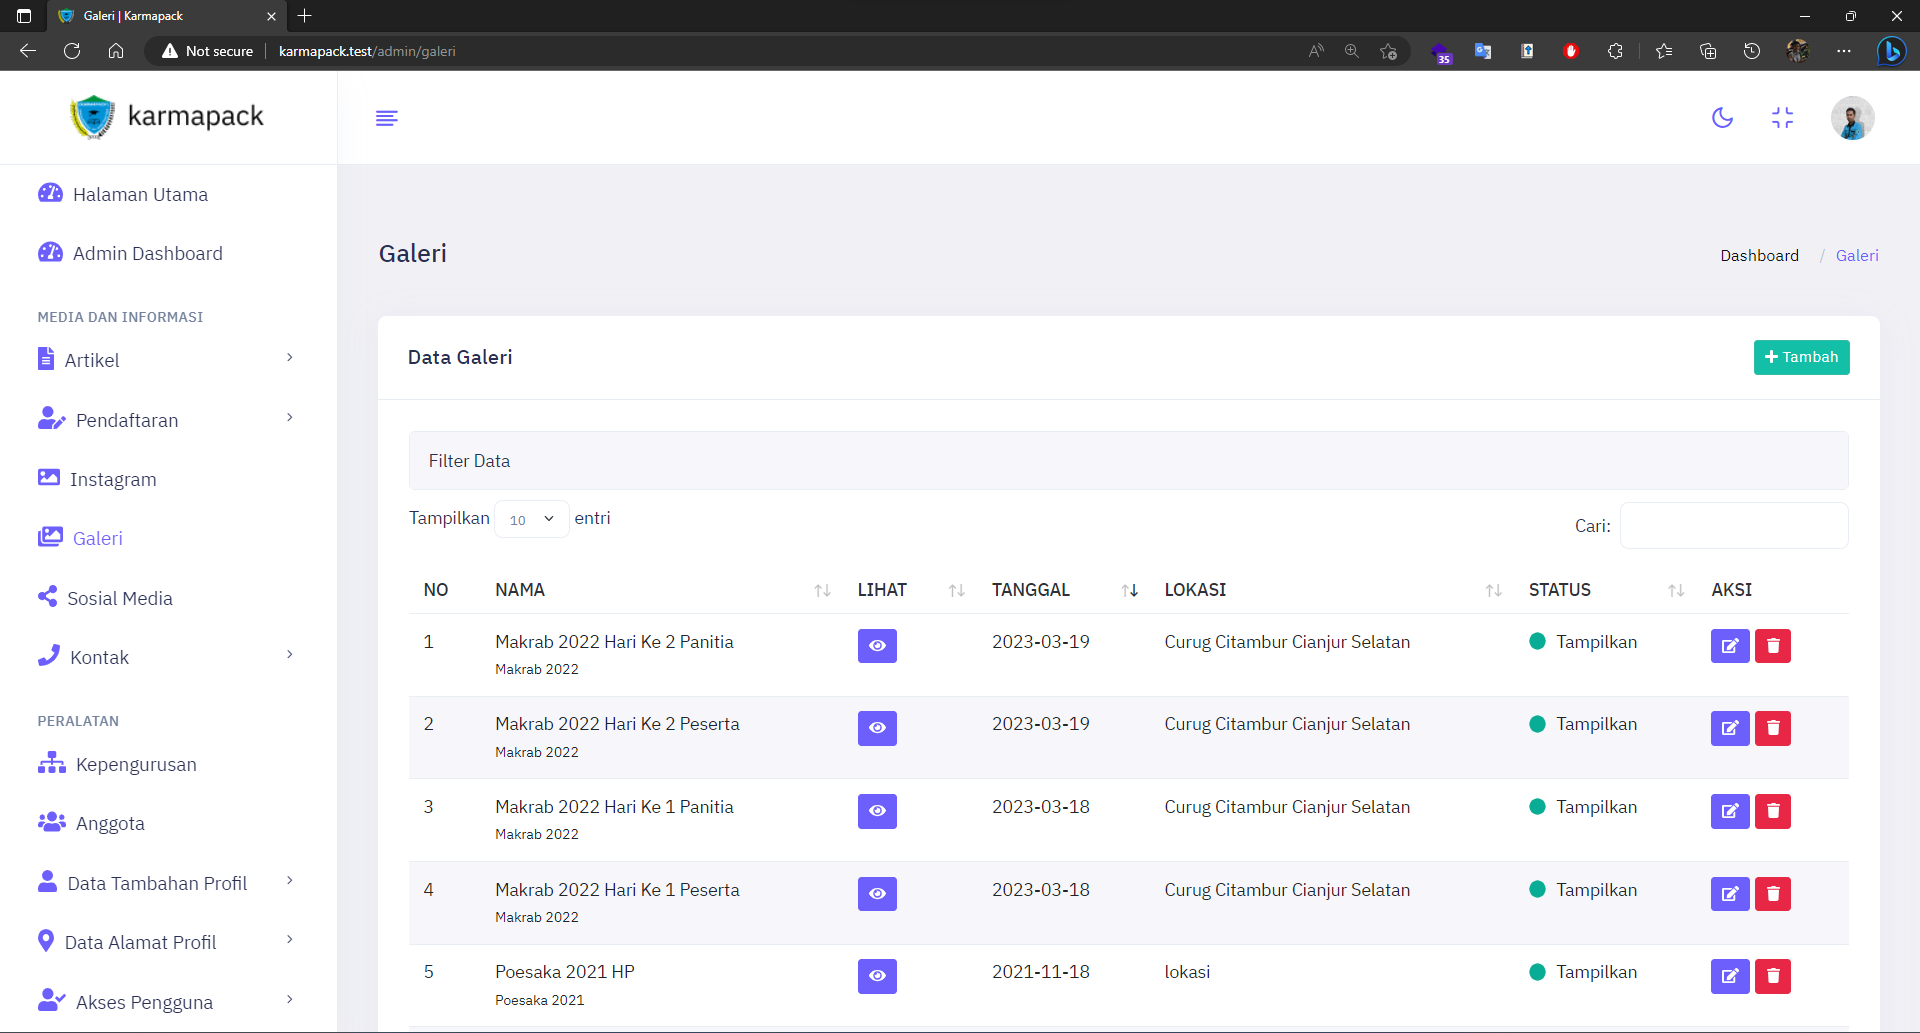 Galeri | Karmapack
Not secure
karmapack.test/admin/galeri
35
karmapack
Halaman Utama
Admin Dashboard
MEDIA DAN INFORMASI
Artikel
Pendaftaran
Instagram
Galeri
Sosial Media
Kontak
PERALATAN
Kepengurusan
Anggota
Data Tambahan Profil
Data Alamat Profil
Akses Pengguna
Galeri
Dashboard / Galeri
Data Galeri
+ Tambah
Filter Data
Tampilkan 10 entri
Cari:
NO NAMA LIHAT TANGGAL LOKASI STATUS AKSI
1 Makrab 2022 Hari Ke 2 Panitia 2023-03-19 Curug Citambur Cianjur Selatan Tampilkan
Makrab 2022
2 Makrab 2022 Hari Ke 2 Peserta 2023-03-19 Curug Citambur Cianjur Selatan Tampilkan
Makrab 2022
3 Makrab 2022 Hari Ke 1 Panitia 2023-03-18 Curug Citambur Cianjur Selatan Tampilkan
Makrab 2022
4 Makrab 2022 Hari Ke 1 Peserta 2023-03-18 Curug Citambur Cianjur Selatan Tampilkan
Makrab 2022
5 Poesaka 2021 HP 2021-11-18 lokasi Tampilkan
Poesaka 2021